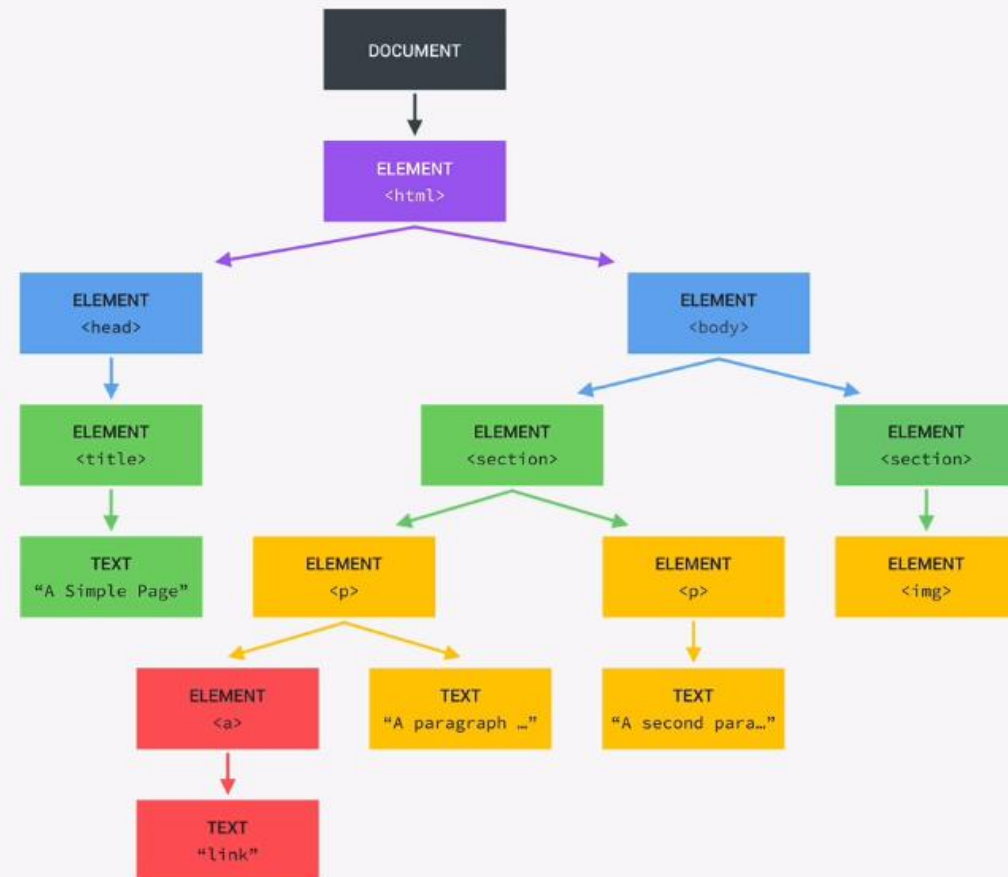 DOCUMENT
ELEMENT
<html>
ELEMENT
<head>
ELEMENT
<body>
ELEMENT
<title>
ELEMENT
<section>
ELEMENT
<section>
TEXT
“A Simple Page”
ELEMENT
<p>
ELEMENT
<p>
ELEMENT
<img>
ELEMENT
<a>
TEXT
“A paragraph …”
TEXT
“A second para…”
TEXT
“link”